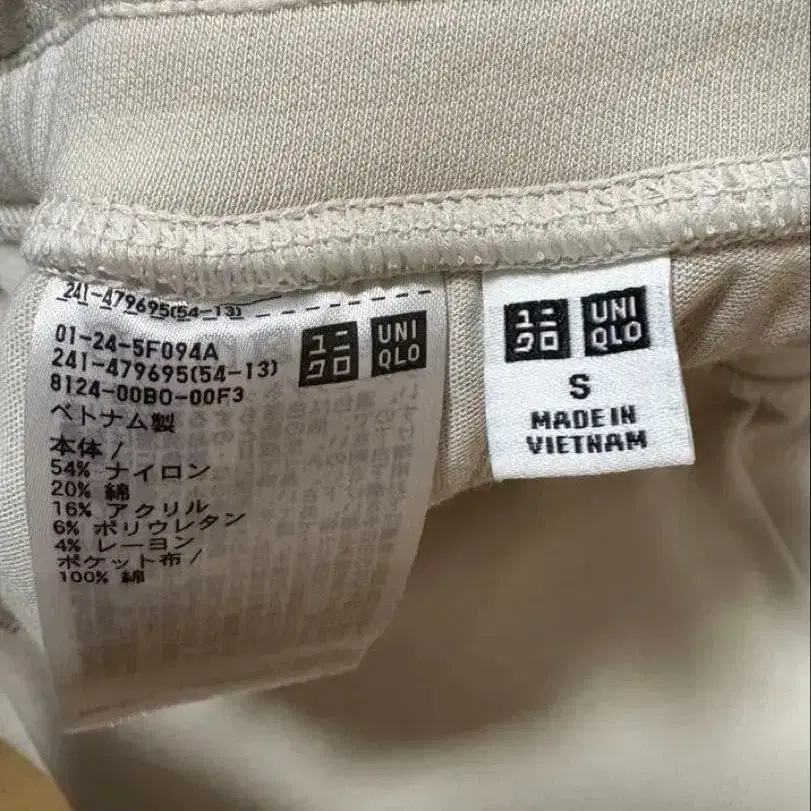 241-479695(54-13)
01-24-5F094A
241-479695(54-13)
8124-00B0-00F3
ベトナム製
本体/
54% ナイロン
20% 綿
16% アクリル
6% ポリウレタン
4% レーヨン
ポケット布/
100% 綿
ユニ
クロ
UNI
QLO
ユニ
クロ
UNI
QLO
S
MADE IN
VIETNAM